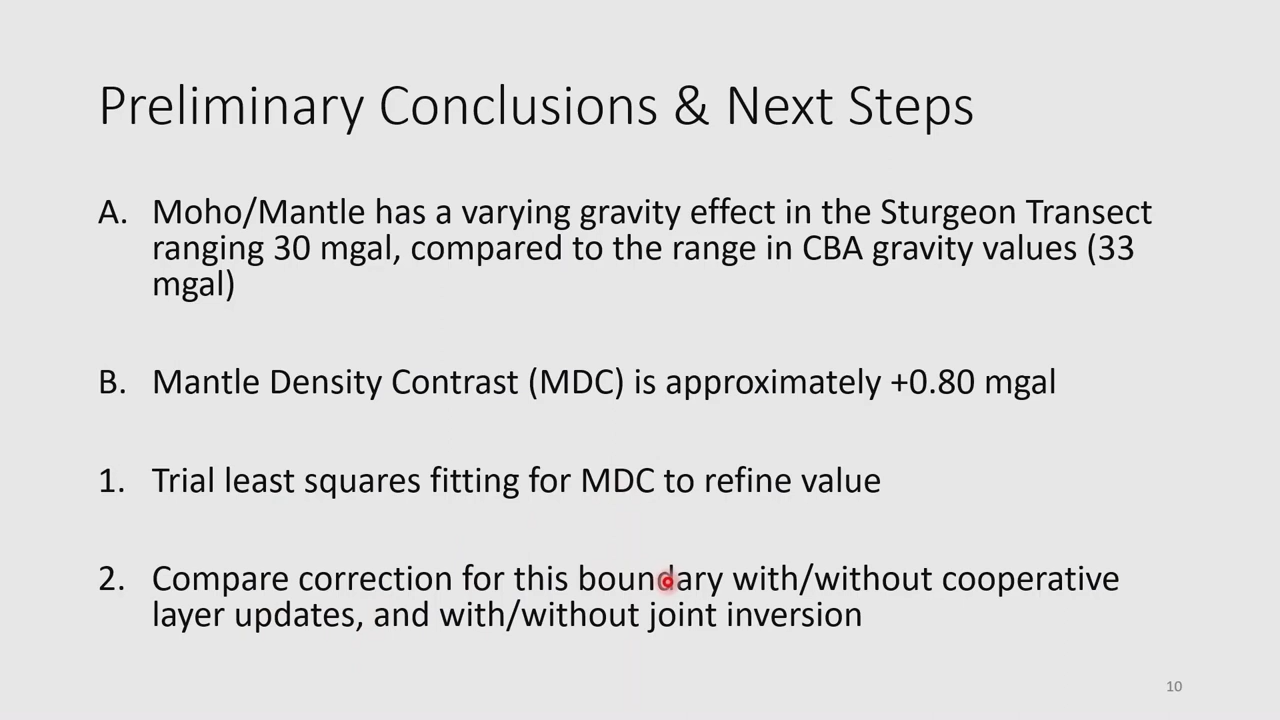 Preliminary Conclusions & Next Steps
A. Moho/Mantle has a varying gravity effect in the Sturgeon Transect
ranging 30 mgal, compared to the range in CBA gravity values (33
mgal)
B. Mantle Density Contrast (MDC) is approximately +0.80 mgal
1. Trial least squares fitting for MDC to refine value
2. Compare correction for this boundary with/without cooperative
layer updates, and with/without joint inversion
10